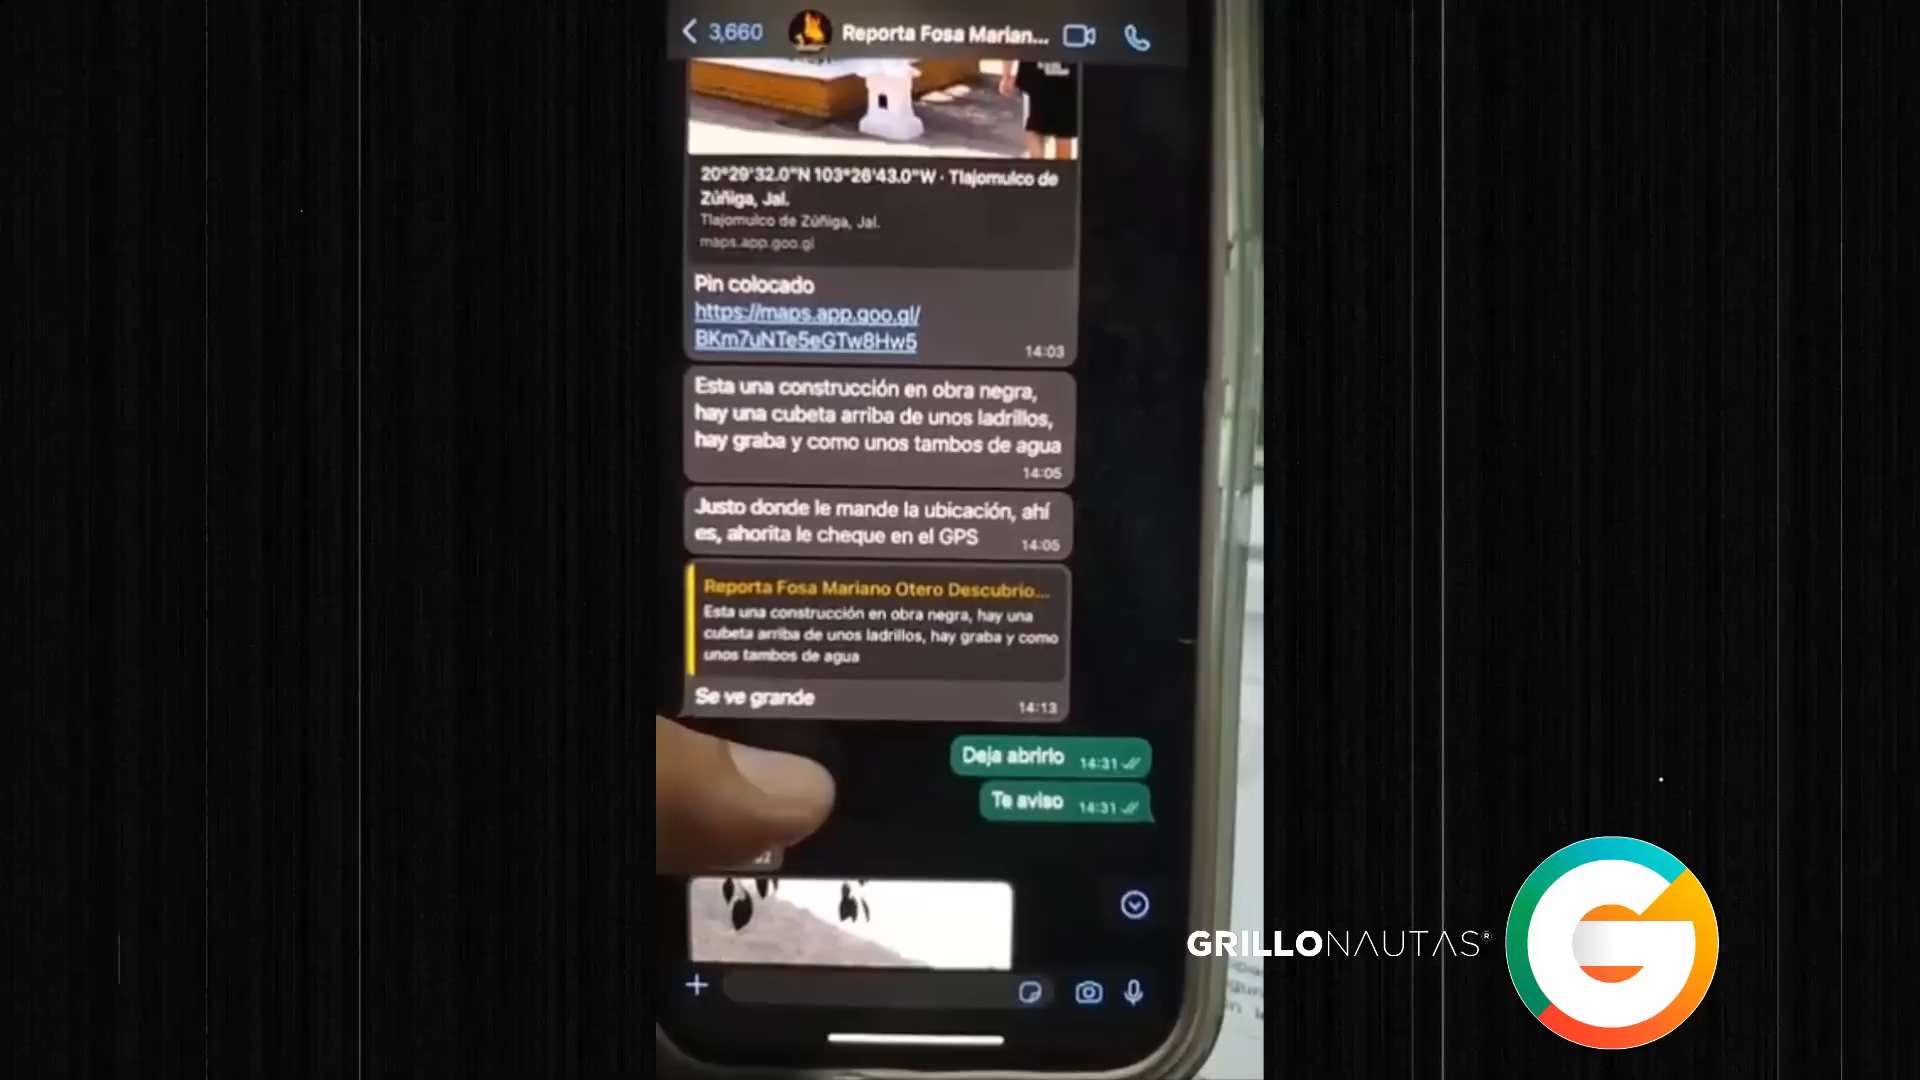 3,660
Reporta Fosa Marian...
20°29'32.0"N 103°26'43.0"W · Tlajomulco de
Zúñiga, Jal.
Tlajomulco de Zúñiga, Jal.
maps.app.goo.gl
Pin colocado
https://maps.app.goo.gl/
BKm7uNTe5eGTw8Hw5
14:03
Esta una construcción en obra negra,
hay una cubeta arriba de unos ladrillos,
hay graba y como unos tambos de agua
14:05
Justo donde le mande la ubicación, ahí
es, ahorita le cheque en el GPS
14:05
Reporta Fosa Mariano Otero Descubrio...
Esta una construcción en obra negra, hay una
cubeta arriba de unos ladrillos, hay graba y como
unos tambos de agua
Se ve grande
14:13
Deja abrirlo 14:31
Te aviso 14:31
GRILLONAUTAS®
G